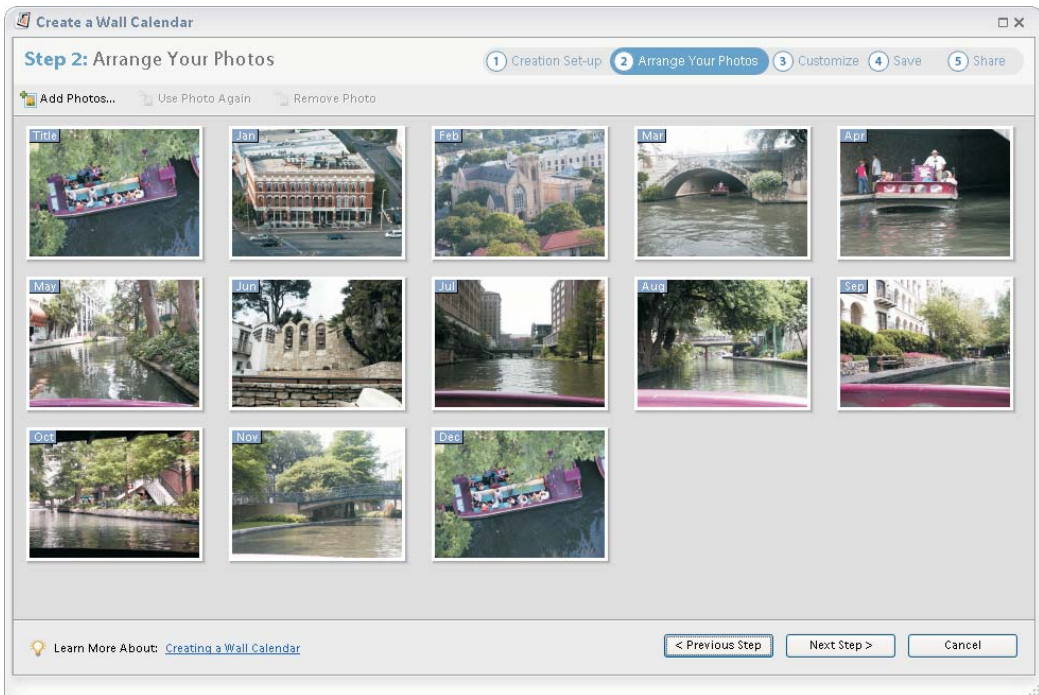 Create a Wall Calendar
Step 2: Arrange Your Photos
1 Creation Set-up 2 Arrange Your Photos 3 Customize 4 Save 5 Share
Add Photos... Use Photo Again Remove Photo
Title Jan Feb Mar Apr
May Jun Jul Aug Sep
Oct Nov Dec
Learn More About: Creating a Wall Calendar
< Previous Step Next Step > Cancel